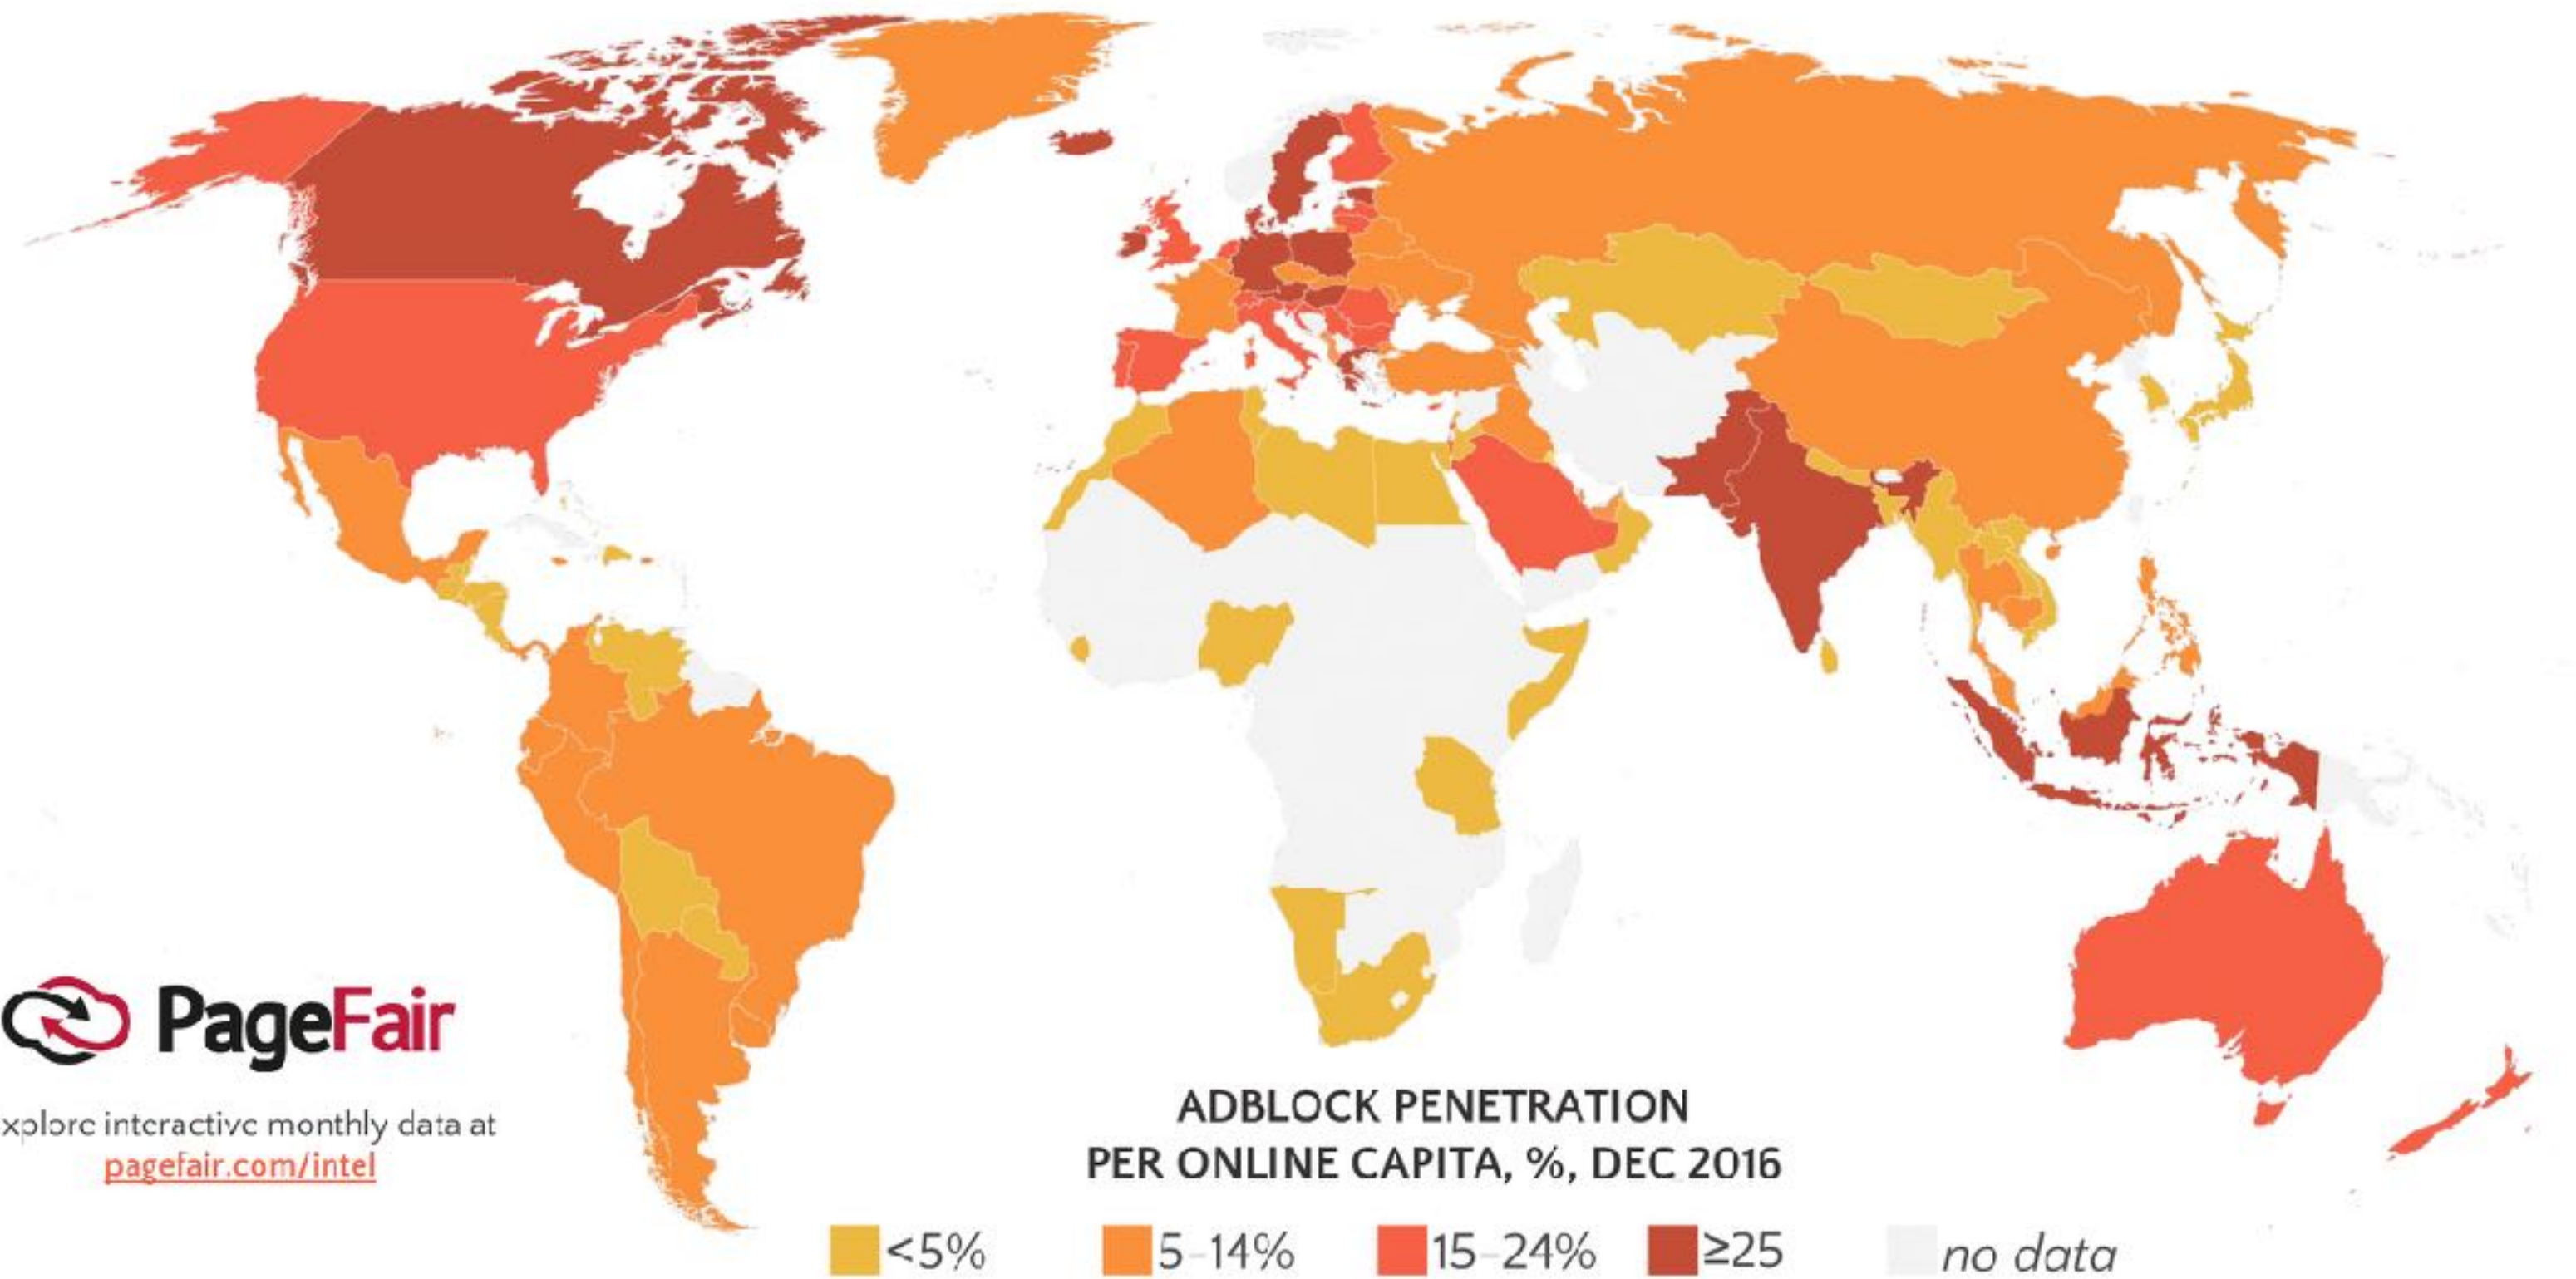 PageFair
xplore interactive monthly data at
pagefair.com/intel
ADBLOCK PENETRATION
PER ONLINE CAPITA, %, DEC 2016
<5%
5-14%
15-24%
≥25
no data